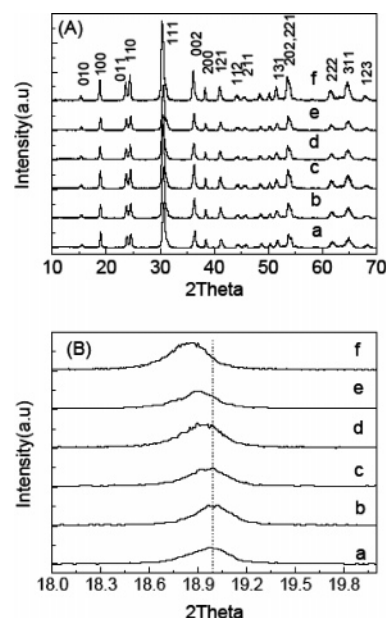 (A)
010
100
011
110
111
002
200
121
112
211
131
202,221
222
311
123
f
e
d
c
b
a
Intensity(a.u)
10 20 30 40 50 60 70
2Theta
(B)
f
e
d
c
b
a
Intensity(a.u)
18.0 18.3 18.6 18.9 19.2 19.5 19.8
2Theta